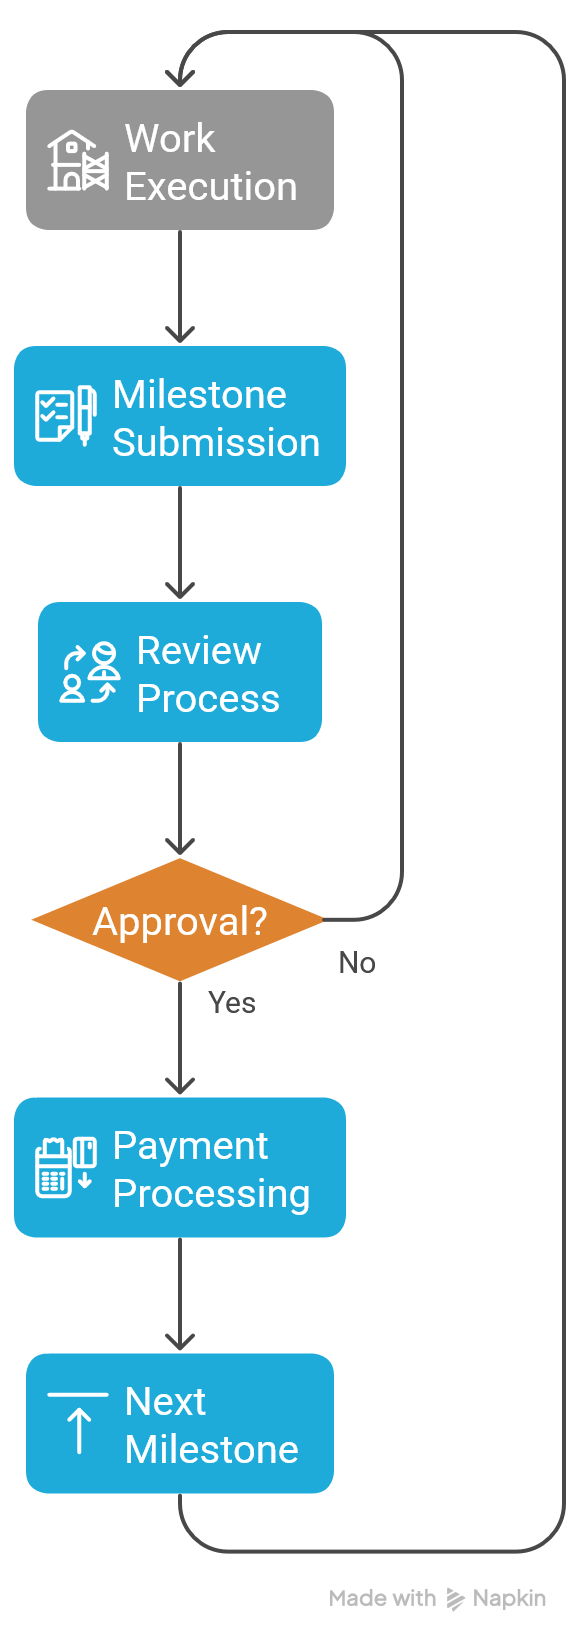 Work
Execution
Milestone
Submission
Review
Process
Approval?
No
Yes
Payment
Processing
Next
Milestone
Made with Napkin